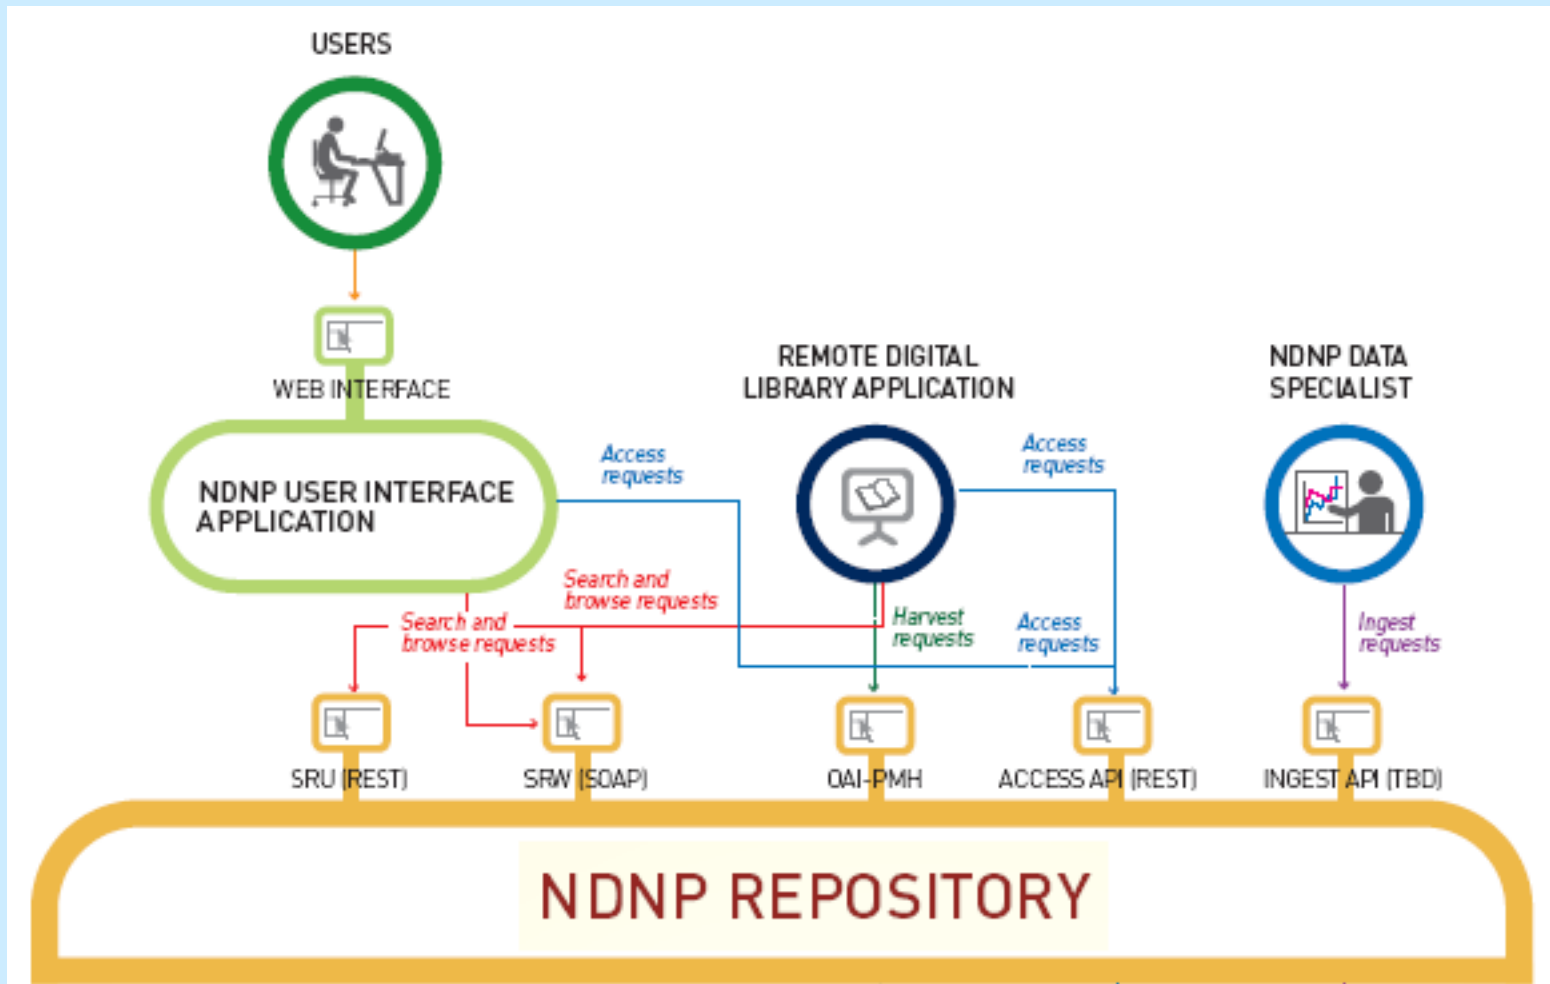 USERS
WEB INTERFACE
NDNP USER INTERFACE
APPLICATION
REMOTE DIGITAL
LIBRARY APPLICATION
NDNP DATA
SPECIALIST
Access
requests
Access
requests
Search and
browse requests
Search and
browse requests
Harvest
requests
Access
requests
Ingest
requests
SRU (REST)
SRW (SOAP)
OAI-PMH
ACCESS API (REST)
INGEST API (TBD)
NDNP REPOSITORY